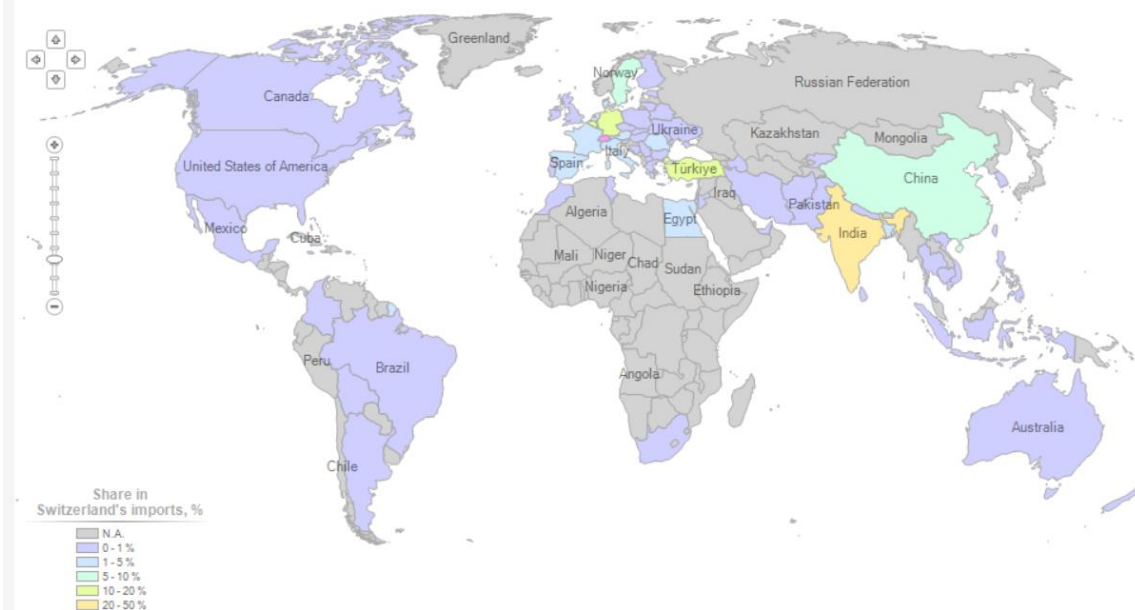 Greenland
Norway
Russian Federation
Canada
Ukraine
Kazakhstan
Mongolia
United States of America
Spain
Italy
Türkiye
China
Iraq
Pakistan
Mexico
Algeria
Egypt
India
Cuba
Mali
Niger
Chad
Sudan
Nigeria
Ethiopia
Peru
Brazil
Angola
Australia
Chile
Share in
Switzerland's imports, %
N.A.
0 - 1 %
1 - 5 %
5 - 10 %
10 - 20 %
20 - 50 %